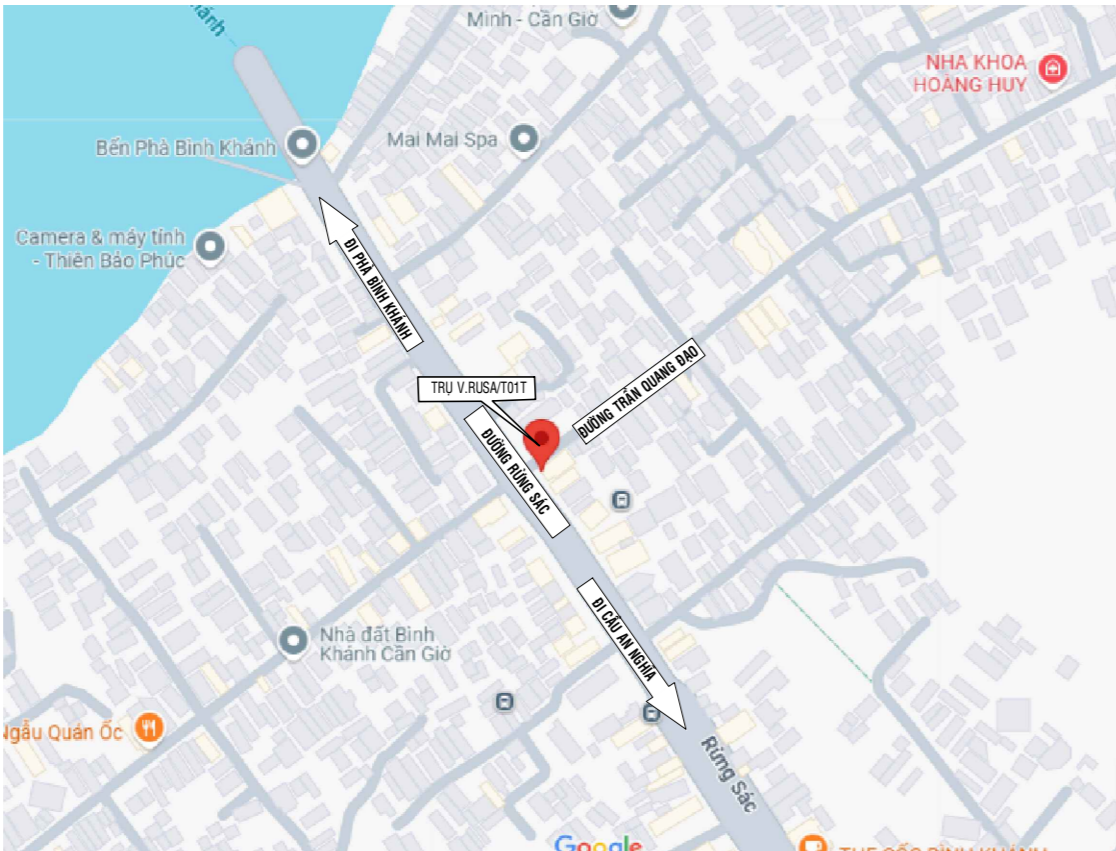 Minh - Cần Giờ
NHA KHOA
HOÀNG HUY
Bến Phà Bình Khánh
Mai Mai Spa
Camera & máy tính
- Thiên Bảo Phúc
ĐI PHÀ BÌNH KHÁNH
TRỤ V.RUSA/T01T
ĐƯỜNG TRẦN QUANG ĐẠO
ĐƯỜNG RỪNG SÁC
ĐI CẦU AN NGHĨA
Nhà đất Bình
Khánh Cần Giờ
Quán Ốc
Rừng Sác
Google